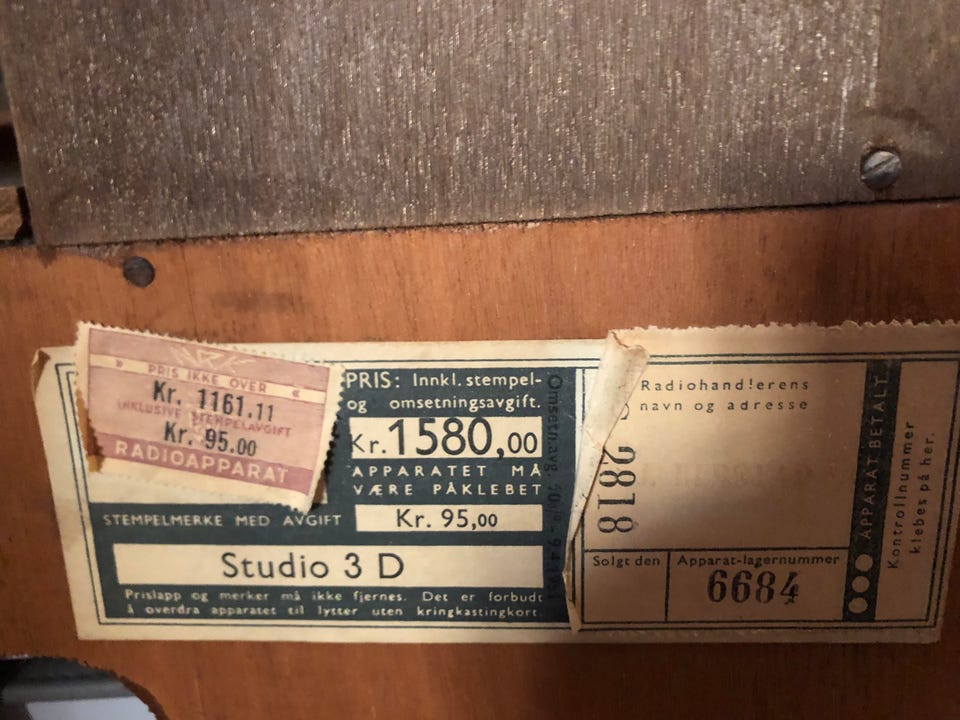 NRK
» PRIS IKKE OVER »
Kr. 1161.11
INKLUSIVE STEMPELAVGIFT
Kr. 95.00
RADIOAPPARAT
PRIS: Innkl. stempel-
og omsetningsavgift.
Kr. 1580,00
APPARATET MÅ
VÆRE PÅKLEBET
STEMPELMERKE MED AVGIFT
Kr. 95,00
Studio 3 D
Prislapp og merker må ikke fjernes. Det er forbudt
å overdra apparatet til lytter uten kringkastingkort.
Omsetn.avg.
2818
Radiohandlerens
navn og adresse
Solgt den
Apparat-lagernummer
6684
APPARAT BETALT
Kontrollnummer
klebes på her.